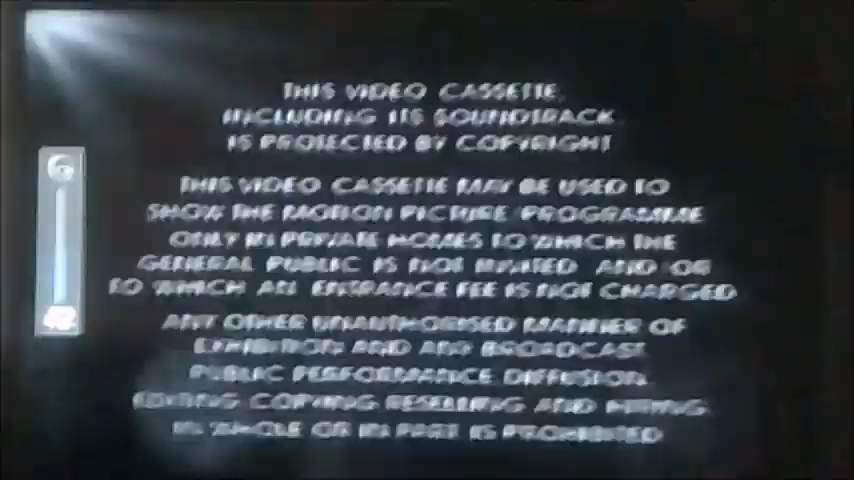 THIS VIDEO CASSETTE,
INCLUDING ITS SOUNDTRACK
IS PROTECTED BY COPYRIGHT
THIS VIDEO CASSETTE MAY BE USED TO
SHOW THE MOTION PICTURE PROGRAMME
ONLY IN PRIVATE HOMES TO WHICH THE
GENERAL PUBLIC IS NOT INVITED AND OR
TO WHICH AN ENTRANCE FEE IS NOT CHARGED
ANY OTHER UNAUTHORISED MANNER OF
EXHIBITION AND ANY BROADCAST
PUBLIC PERFORMANCE DIFFUSION
EDITING COPYING RESELLING AND HIRING
IN WHOLE OR IN PART IS PROHIBITED